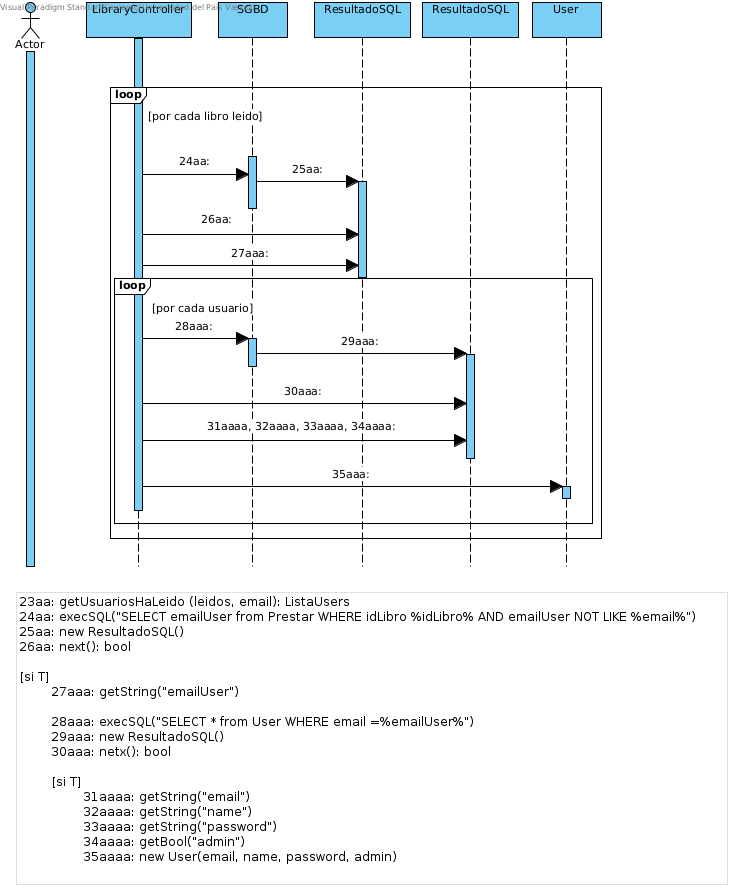 Visual Paradigm Standard
LibraryController
SGBD
ResultadoSQL
ResultadoSQL
User
Actor
loop
[por cada libro leido]
24aa:
25aa:
26aa:
27aaa:
loop
[por cada usuario]
28aaa:
29aaa:
30aaa:
31aaaa, 32aaaa, 33aaaa, 34aaaa:
35aaa:
23aa: getUsuariosHaLeido (leidos, email): ListaUsers
24aa: execSQL("SELECT emailUser from Prestar WHERE idLibro %idLibro% AND emailUser NOT LIKE %email%")
25aa: new ResultadoSQL()
26aa: next(): bool
[si T]
27aaa: getString("emailUser")
28aaa: execSQL("SELECT * from User WHERE email =%emailUser%")
29aaa: new ResultadoSQL()
30aaa: netx(): bool
[si T]
31aaaa: getString("email")
32aaaa: getString("name")
33aaaa: getString("password")
34aaaa: getBool("admin")
35aaaa: new User(email, name, password, admin)